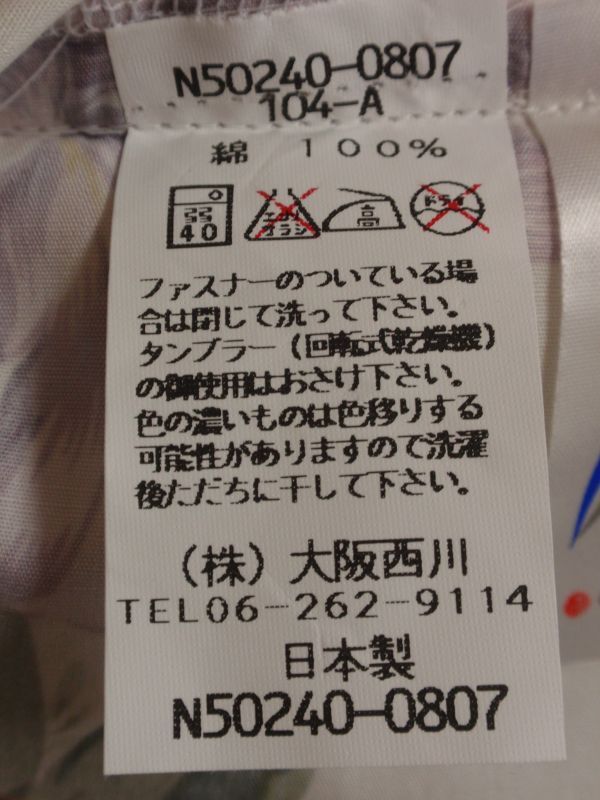 N50240-0807
104-A
綿 100%
弱
40
エンソ
オラシ
高
ドライ
ファスナーのついている場
合は閉じて洗って下さい。
タンブラー(回転式乾燥機)
の御使用はおさけ下さい。
色の濃いものは色移りする
可能性がありますので洗濯
後ただちに干して下さい。
(株)大阪西川
TEL06-262-9114
日本製
N50240-0807